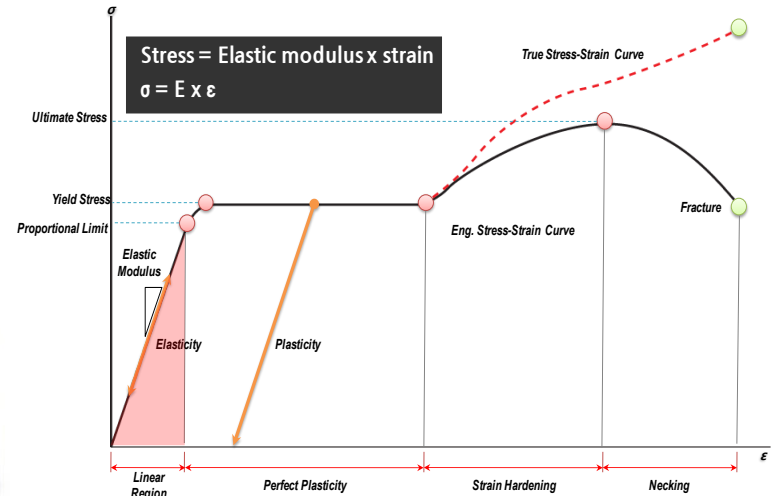 σ
Stress = Elastic modulus x strain
σ = E x ε
True Stress-Strain Curve
Ultimate Stress
Yield Stress
Proportional Limit
Fracture
Eng. Stress-Strain Curve
Elastic
Modulus
Elasticity
Plasticity
ε
Linear
Region
Perfect Plasticity
Strain Hardening
Necking